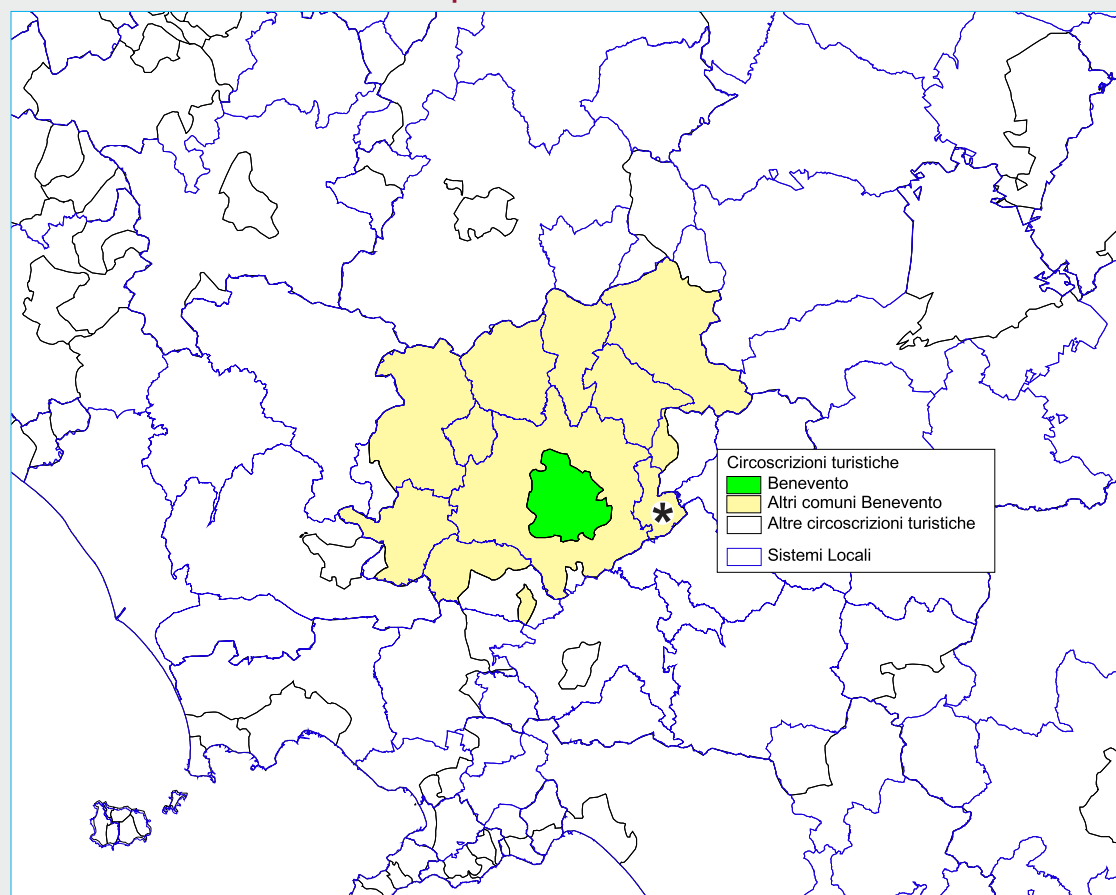 Circoscrizioni turistiche
Benevento
Altri comuni Benevento
Altre circoscrizioni turistiche
Sistemi Locali
*